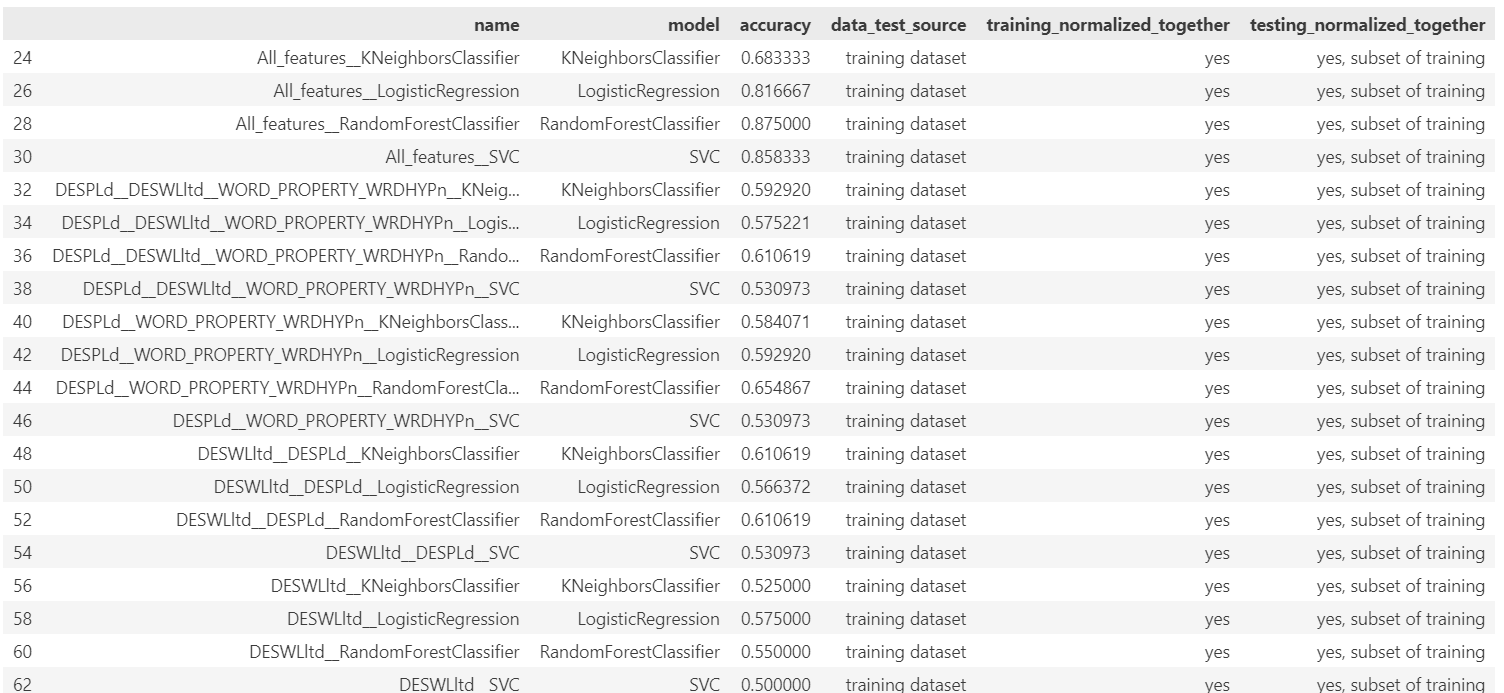 name model accuracy data_test_source training_normalized_together testing_normalized_together
24 All_features__KNeighborsClassifier KNeighborsClassifier 0.683333 training dataset yes yes, subset of training
26 All_features__LogisticRegression LogisticRegression 0.816667 training dataset yes yes, subset of training
28 All_features__RandomForestClassifier RandomForestClassifier 0.875000 training dataset yes yes, subset of training
30 All_features__SVC SVC 0.858333 training dataset yes yes, subset of training
32 DESPLd__DESWLltd__WORD_PROPERTY_WRDHYPn__KNeig... KNeighborsClassifier 0.592920 training dataset yes yes, subset of training
34 DESPLd__DESWLltd__WORD_PROPERTY_WRDHYPn__Logis... LogisticRegression 0.575221 training dataset yes yes, subset of training
36 DESPLd__DESWLltd__WORD_PROPERTY_WRDHYPn__Rando... RandomForestClassifier 0.610619 training dataset yes yes, subset of training
38 DESPLd__DESWLltd__WORD_PROPERTY_WRDHYPn__SVC SVC 0.530973 training dataset yes yes, subset of training
40 DESPLd__WORD_PROPERTY_WRDHYPn__KNeighborsClass... KNeighborsClassifier 0.584071 training dataset yes yes, subset of training
42 DESPLd__WORD_PROPERTY_WRDHYPn__LogisticRegression LogisticRegression 0.592920 training dataset yes yes, subset of training
44 DESPLd__WORD_PROPERTY_WRDHYPn__RandomForestCla... RandomForestClassifier 0.654867 training dataset yes yes, subset of training
46 DESPLd__WORD_PROPERTY_WRDHYPn__SVC SVC 0.530973 training dataset yes yes, subset of training
48 DESWLltd__DESPLd__KNeighborsClassifier KNeighborsClassifier 0.610619 training dataset yes yes, subset of training
50 DESWLltd__DESPLd__LogisticRegression LogisticRegression 0.566372 training dataset yes yes, subset of training
52 DESWLltd__DESPLd__RandomForestClassifier RandomForestClassifier 0.610619 training dataset yes yes, subset of training
54 DESWLltd__DESPLd__SVC SVC 0.530973 training dataset yes yes, subset of training
56 DESWLltd__KNeighborsClassifier KNeighborsClassifier 0.525000 training dataset yes yes, subset of training
58 DESWLltd__LogisticRegression LogisticRegression 0.575000 training dataset yes yes, subset of training
60 DESWLltd__RandomForestClassifier RandomForestClassifier 0.550000 training dataset yes yes, subset of training
62 DESWLltd__SVC SVC 0.500000 training dataset yes yes, subset of training